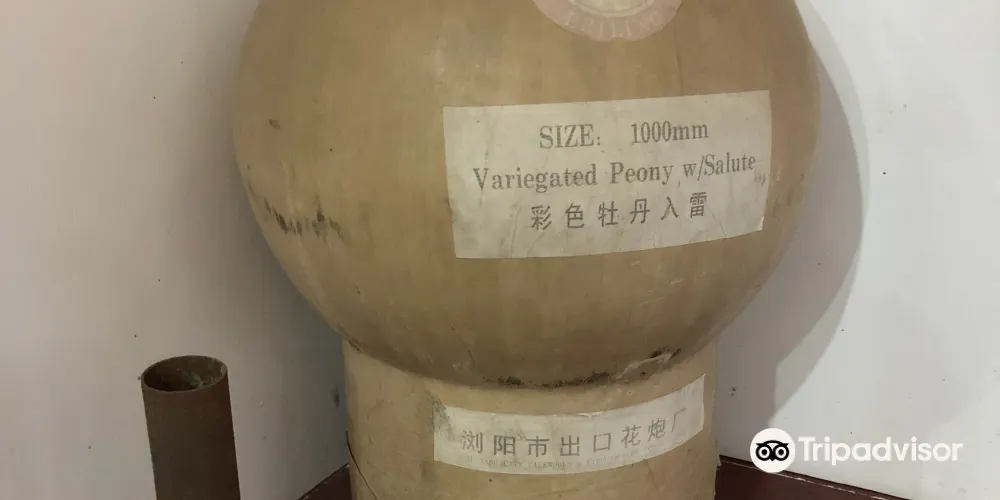 SIZE: 1000mm
Variegated Peony w/Salute
彩色牡丹入雷
浏阳市出口花炮厂
Tripadvisor